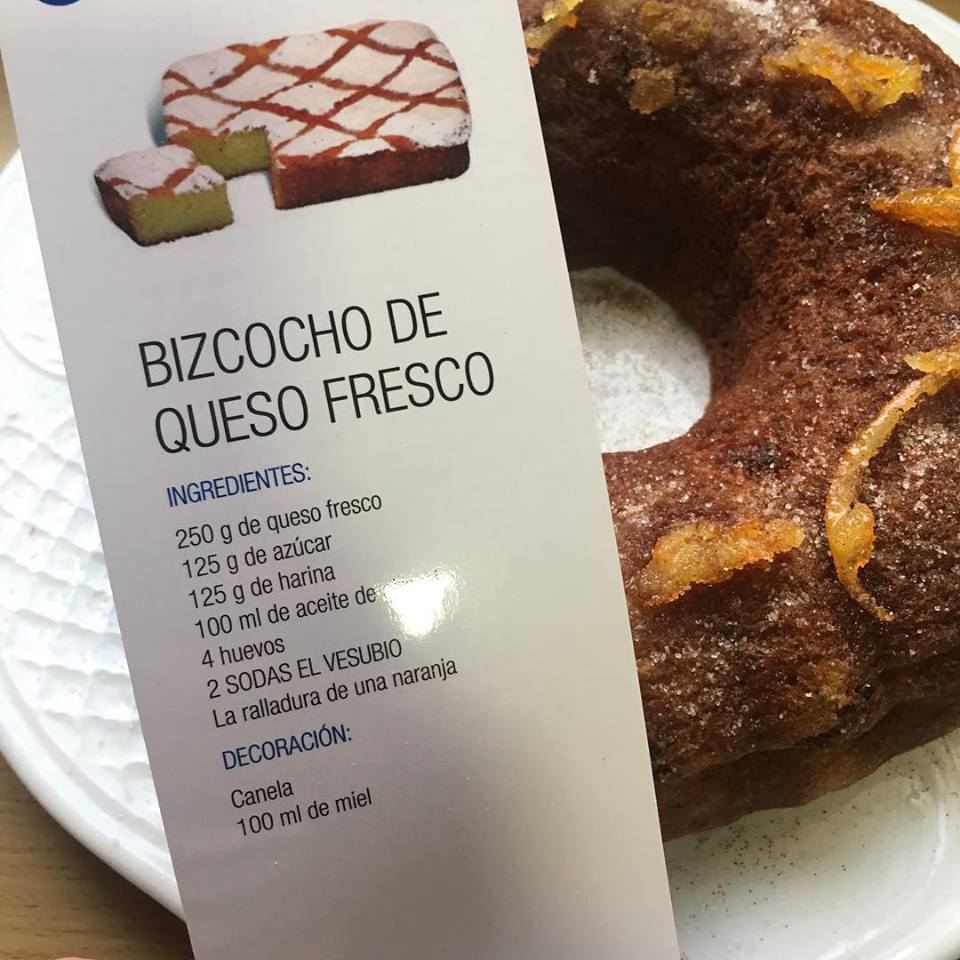 BIZCOCHO DE
QUESO FRESCO
INGREDIENTES:
250 g de queso fresco
125 g de azúcar
125 g de harina
100 ml de aceite de
4 huevos
2 SODAS EL VESUBIO
La ralladura de una naranja
DECORACIÓN:
Canela
100 ml de miel